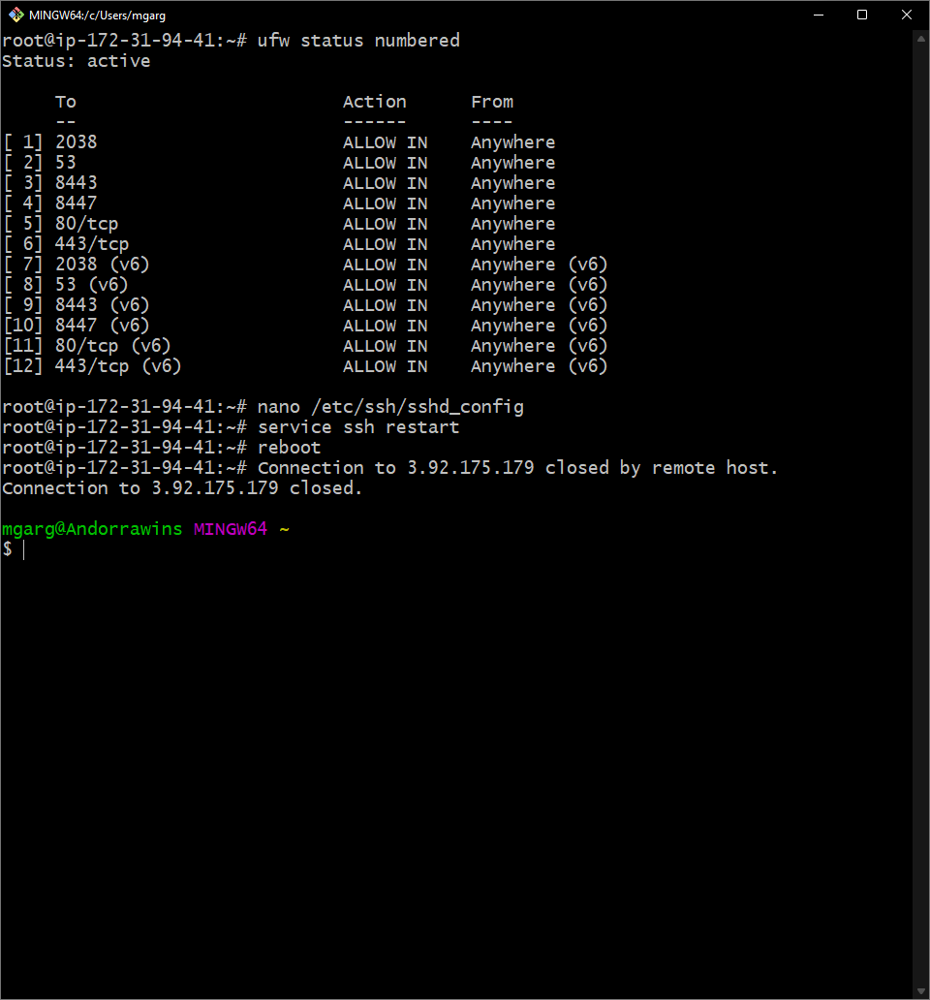 MINGW64:/c/Users/mgarg
root@ip-172-31-94-41:~# ufw status numbered
Status: active
     To                         Action      From
     --                         ------      ----
[ 1] 2038                       ALLOW IN    Anywhere
[ 2] 53                         ALLOW IN    Anywhere
[ 3] 8443                       ALLOW IN    Anywhere
[ 4] 8447                       ALLOW IN    Anywhere
[ 5] 80/tcp                     ALLOW IN    Anywhere
[ 6] 443/tcp                    ALLOW IN    Anywhere
[ 7] 2038 (v6)                  ALLOW IN    Anywhere (v6)
[ 8] 53 (v6)                    ALLOW IN    Anywhere (v6)
[ 9] 8443 (v6)                  ALLOW IN    Anywhere (v6)
[10] 8447 (v6)                  ALLOW IN    Anywhere (v6)
[11] 80/tcp (v6)                ALLOW IN    Anywhere (v6)
[12] 443/tcp (v6)               ALLOW IN    Anywhere (v6)
root@ip-172-31-94-41:~# nano /etc/ssh/sshd_config
root@ip-172-31-94-41:~# service ssh restart
root@ip-172-31-94-41:~# reboot
root@ip-172-31-94-41:~# Connection to 3.92.175.179 closed by remote host.
Connection to 3.92.175.179 closed.
mgarg@Andorrawins MINGW64 ~
$